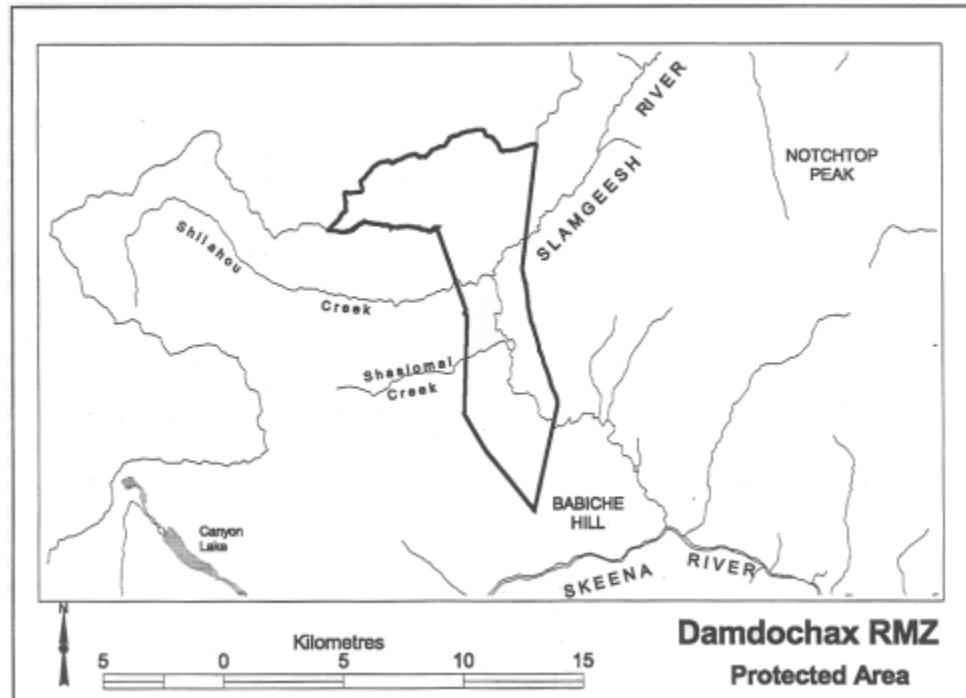 RIVER
SLAMGEESH
NOTCHTOP
PEAK
Shilahou
Creek
Shaslomal
Creek
BABICHE
HILL
Canyon
Lake
SKEENA RIVER
N
Kilometres
5 0 5 10 15
Damdochax RMZ
Protected Area